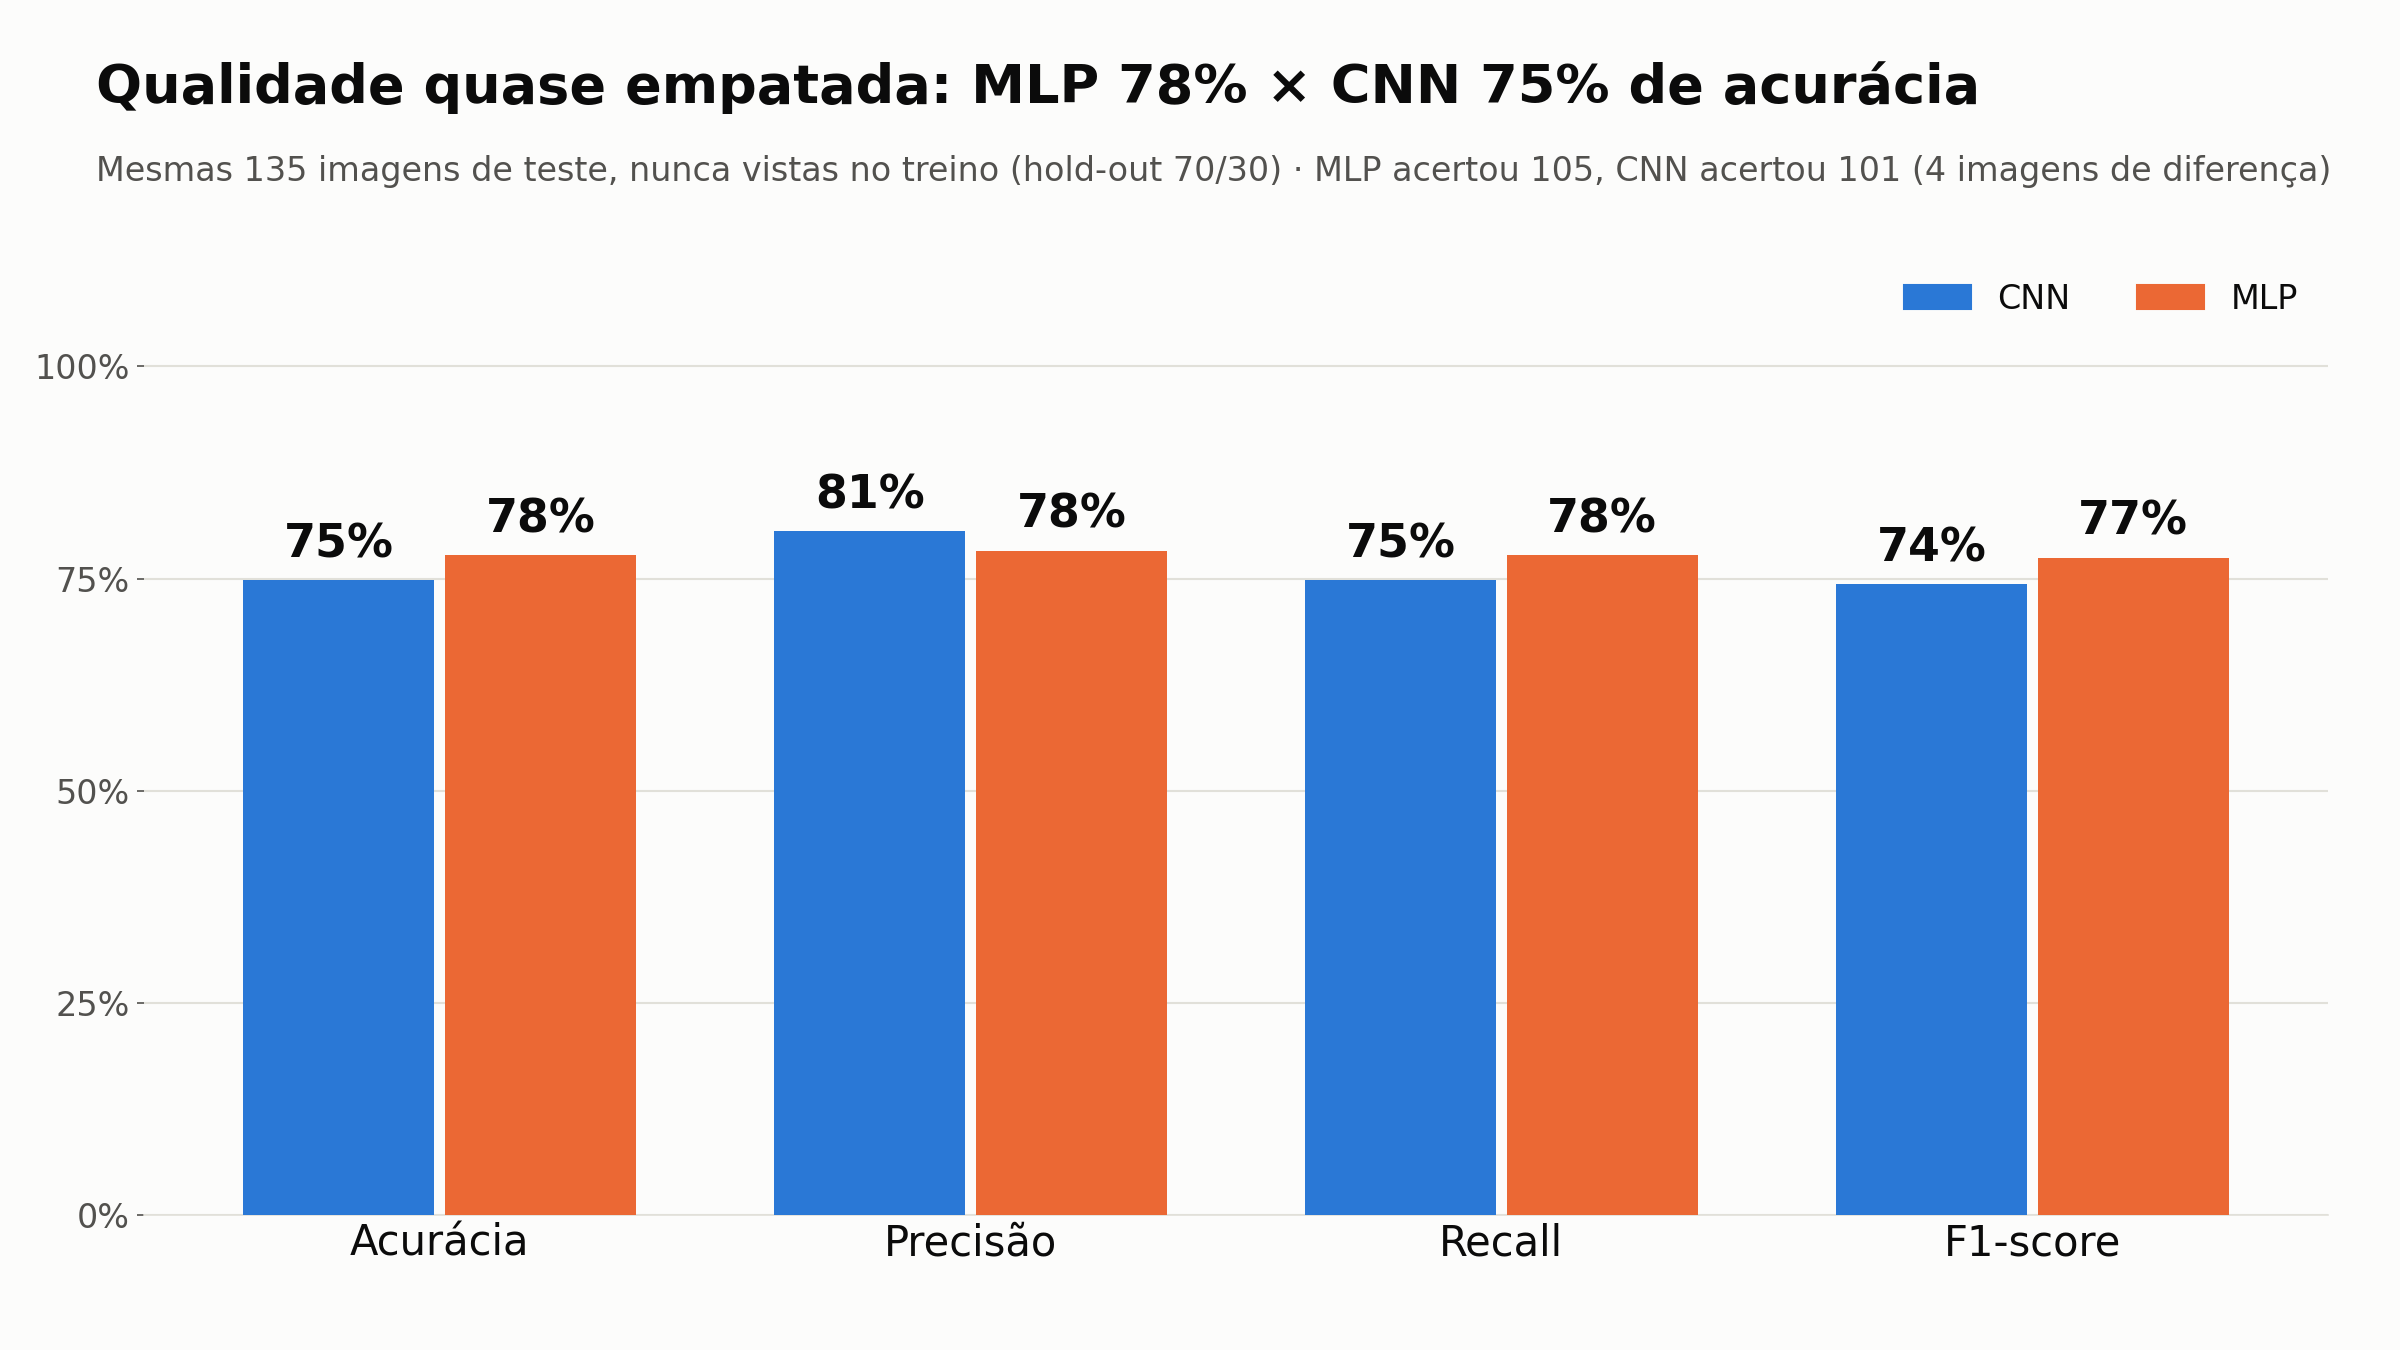 Qualidade quase empatada: MLP 78% × CNN 75% de acurácia
Mesmas 135 imagens de teste, nunca vistas no treino (hold-out 70/30) · MLP acertou 105, CNN acertou 101 (4 imagens de diferença)
CNN MLP
100%
75%
50%
25%
0%
75% 78% 81% 78% 75% 78% 74% 77%
Acurácia Precisão Recall F1-score